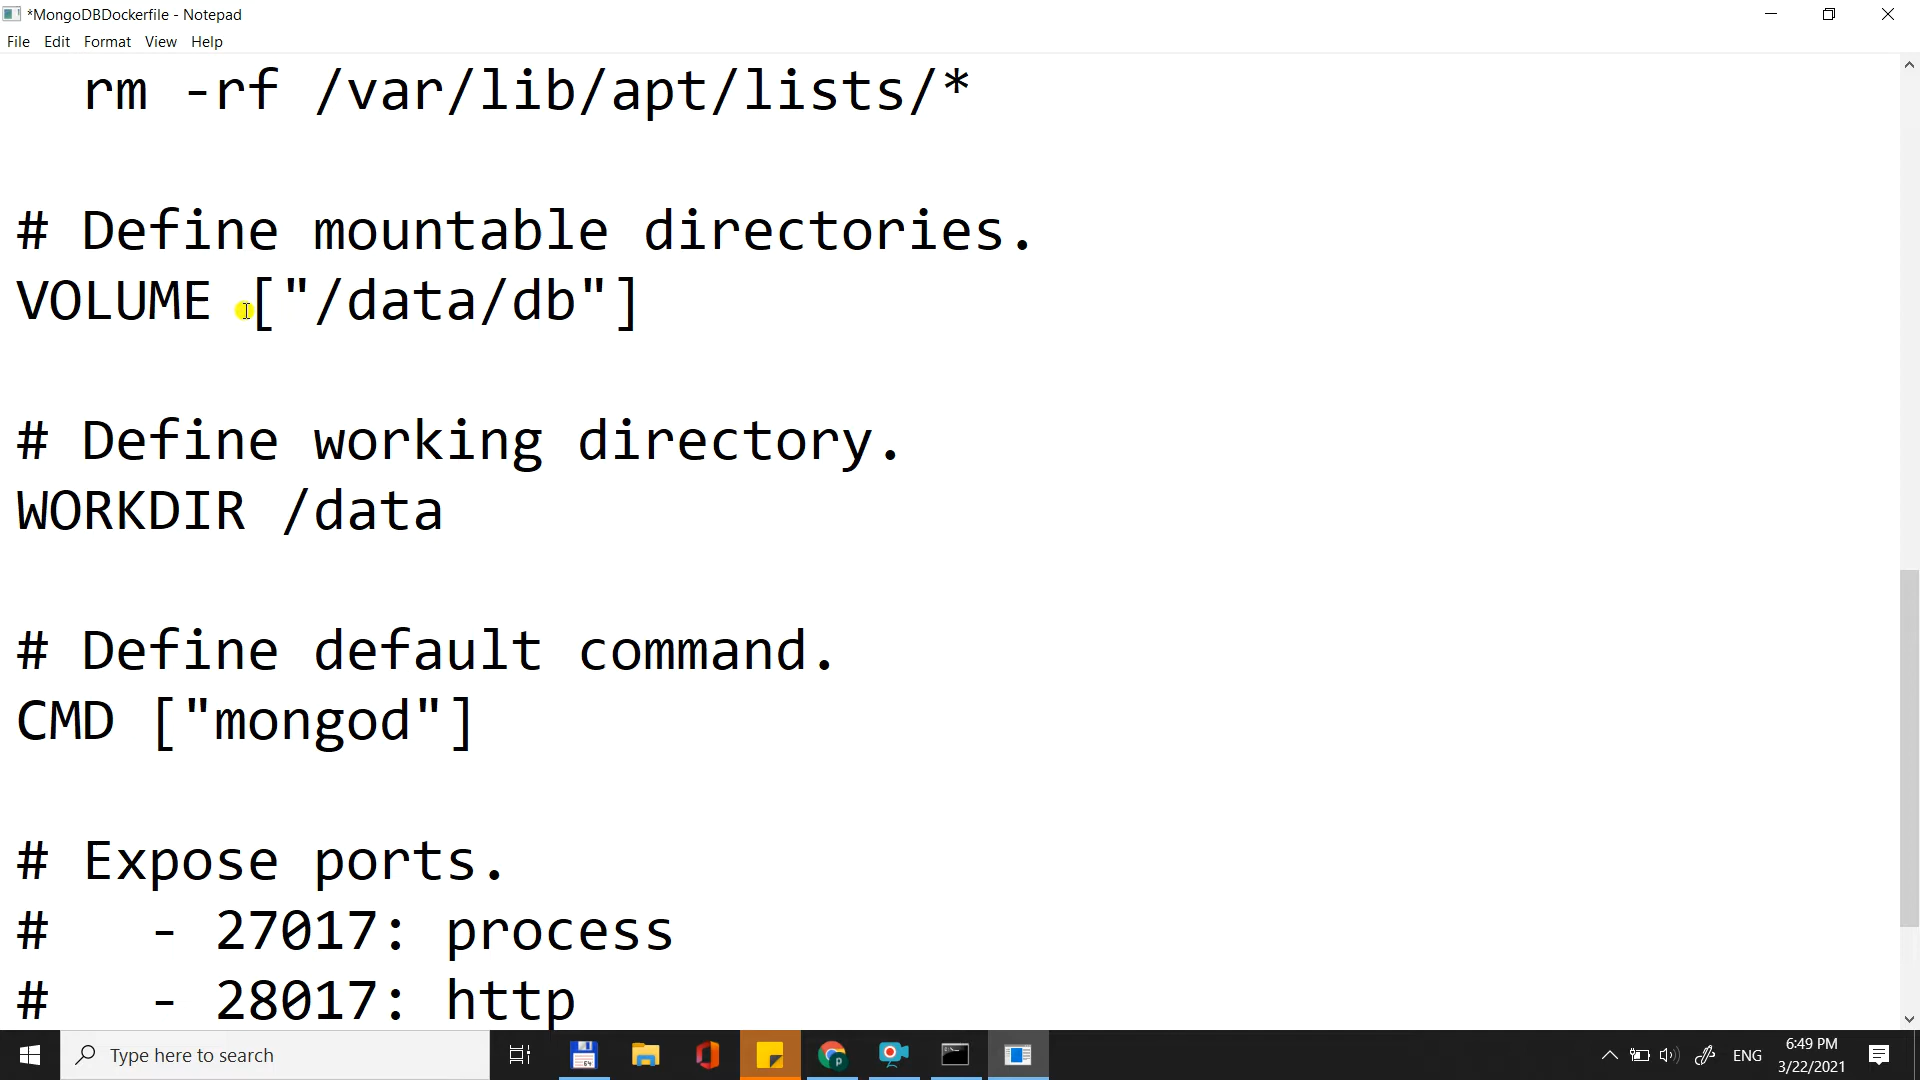 *MongoDBDockerfile - Notepad
File Edit Format View Help
rm -rf /var/lib/apt/lists/*
# Define mountable directories.
VOLUME ["/data/db"]
# Define working directory.
WORKDIR /data
# Define default command.
CMD ["mongod"]
# Expose ports.
#   - 27017: process
#   - 28017: http
Type here to search
64
p
ENG
6:49 PM
3/22/2021